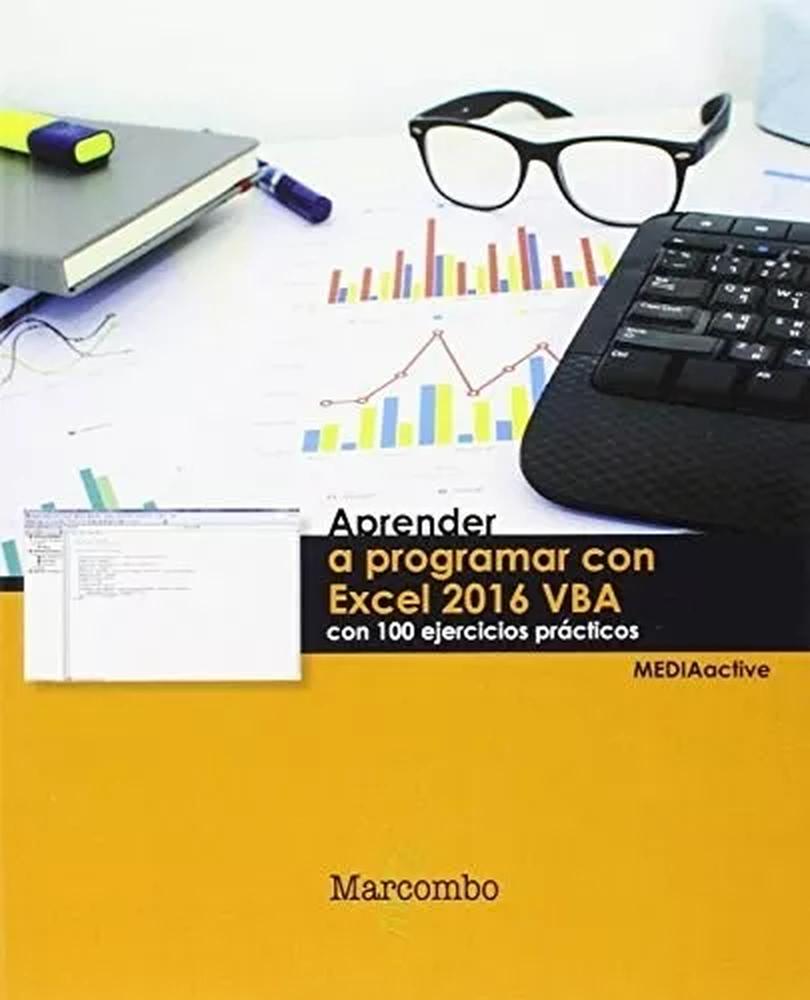 Aprender
a programar con
Excel 2016 VBA
con 100 ejercicios prácticos
MEDIAactive
Marcombo